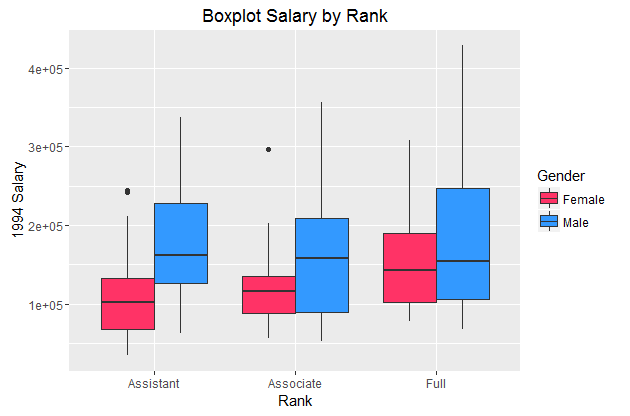 Boxplot Salary by Rank
1994 Salary
4e+05
3e+05
2e+05
1e+05
Assistant
Associate
Full
Rank
Gender
Female
Male